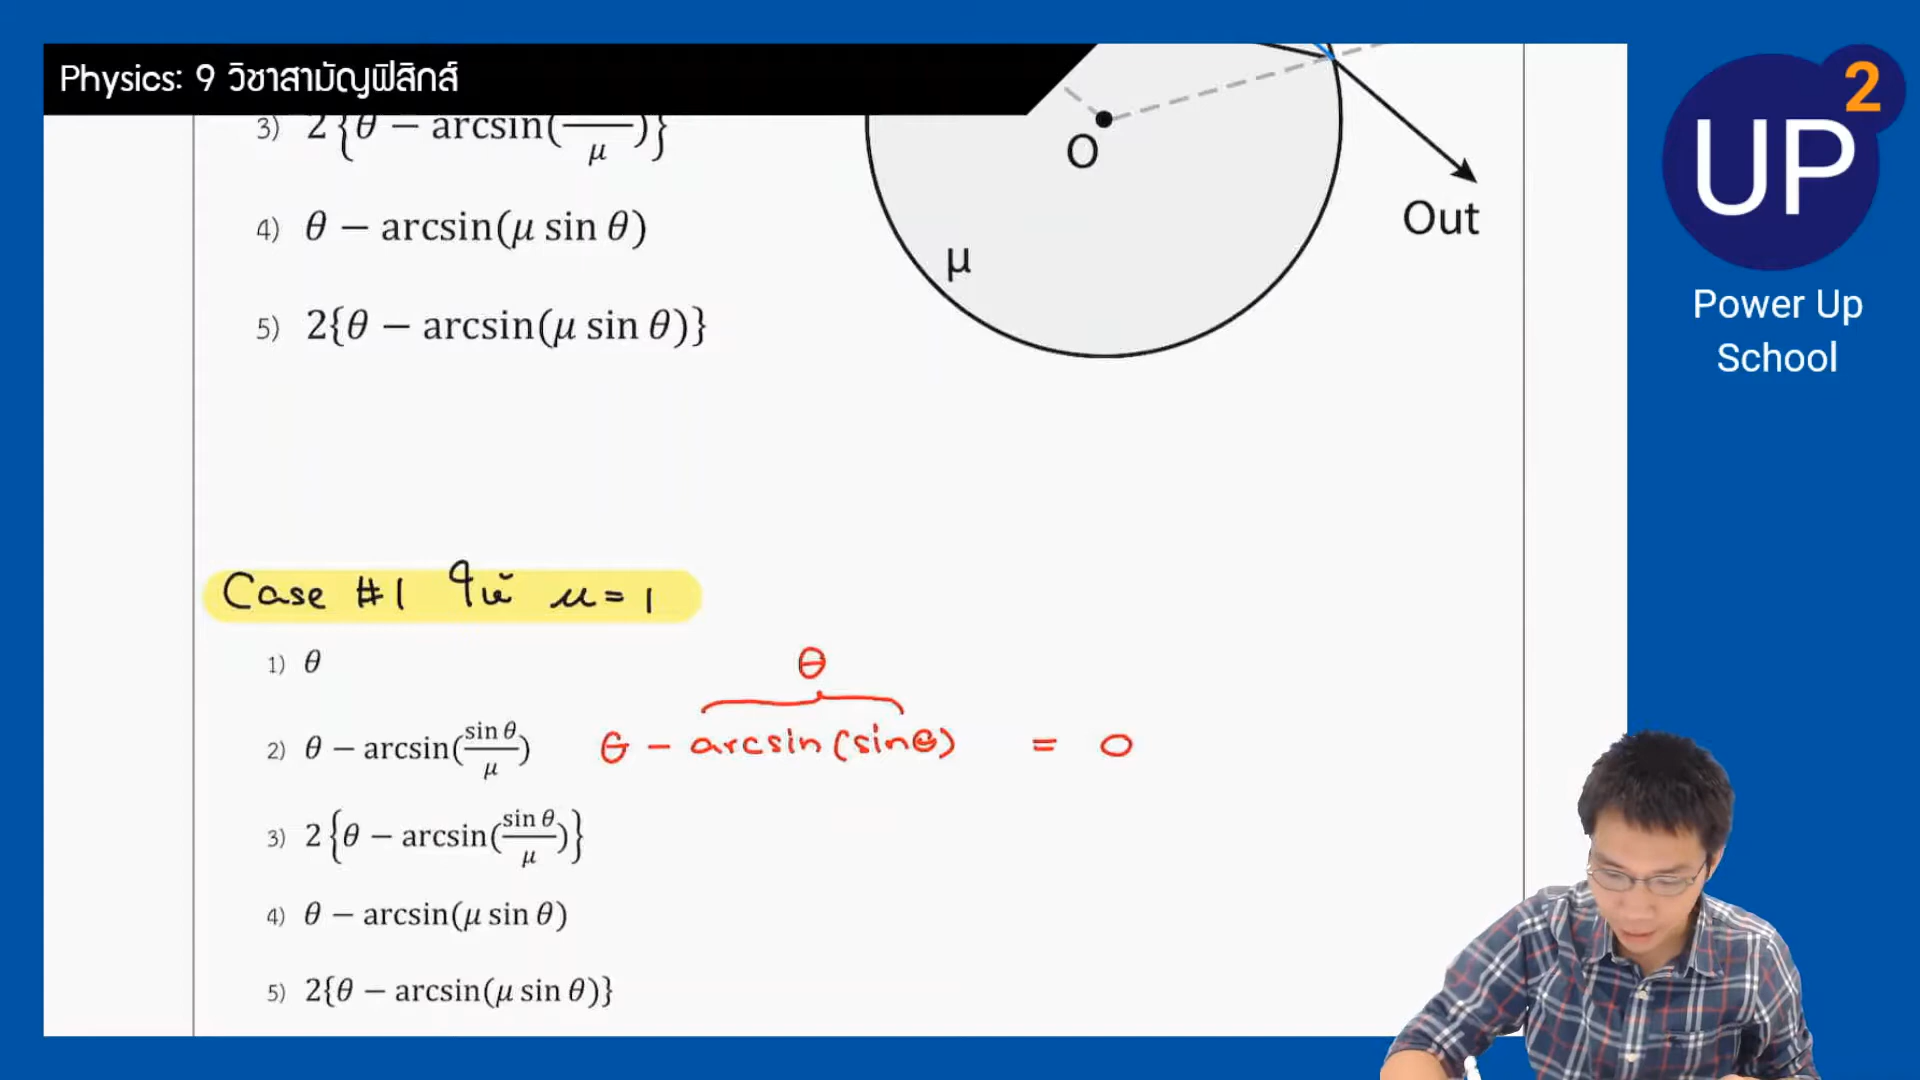 Physics: 9 วิชาสามัญฟิสิกส์
3) 2{θ − arcsin(―/μ)}
4) θ − arcsin(μ sin θ)
5) 2{θ − arcsin(μ sin θ)}
O
μ
Out
UP2
Power Up
School
Case #1 ให้ μ = 1
1) θ
θ
2) θ − arcsin(sin θ/μ) θ − arcsin(sinθ) = 0
3) 2{θ − arcsin(sin θ/μ)}
4) θ − arcsin(μ sin θ)
5) 2{θ − arcsin(μ sin θ)}